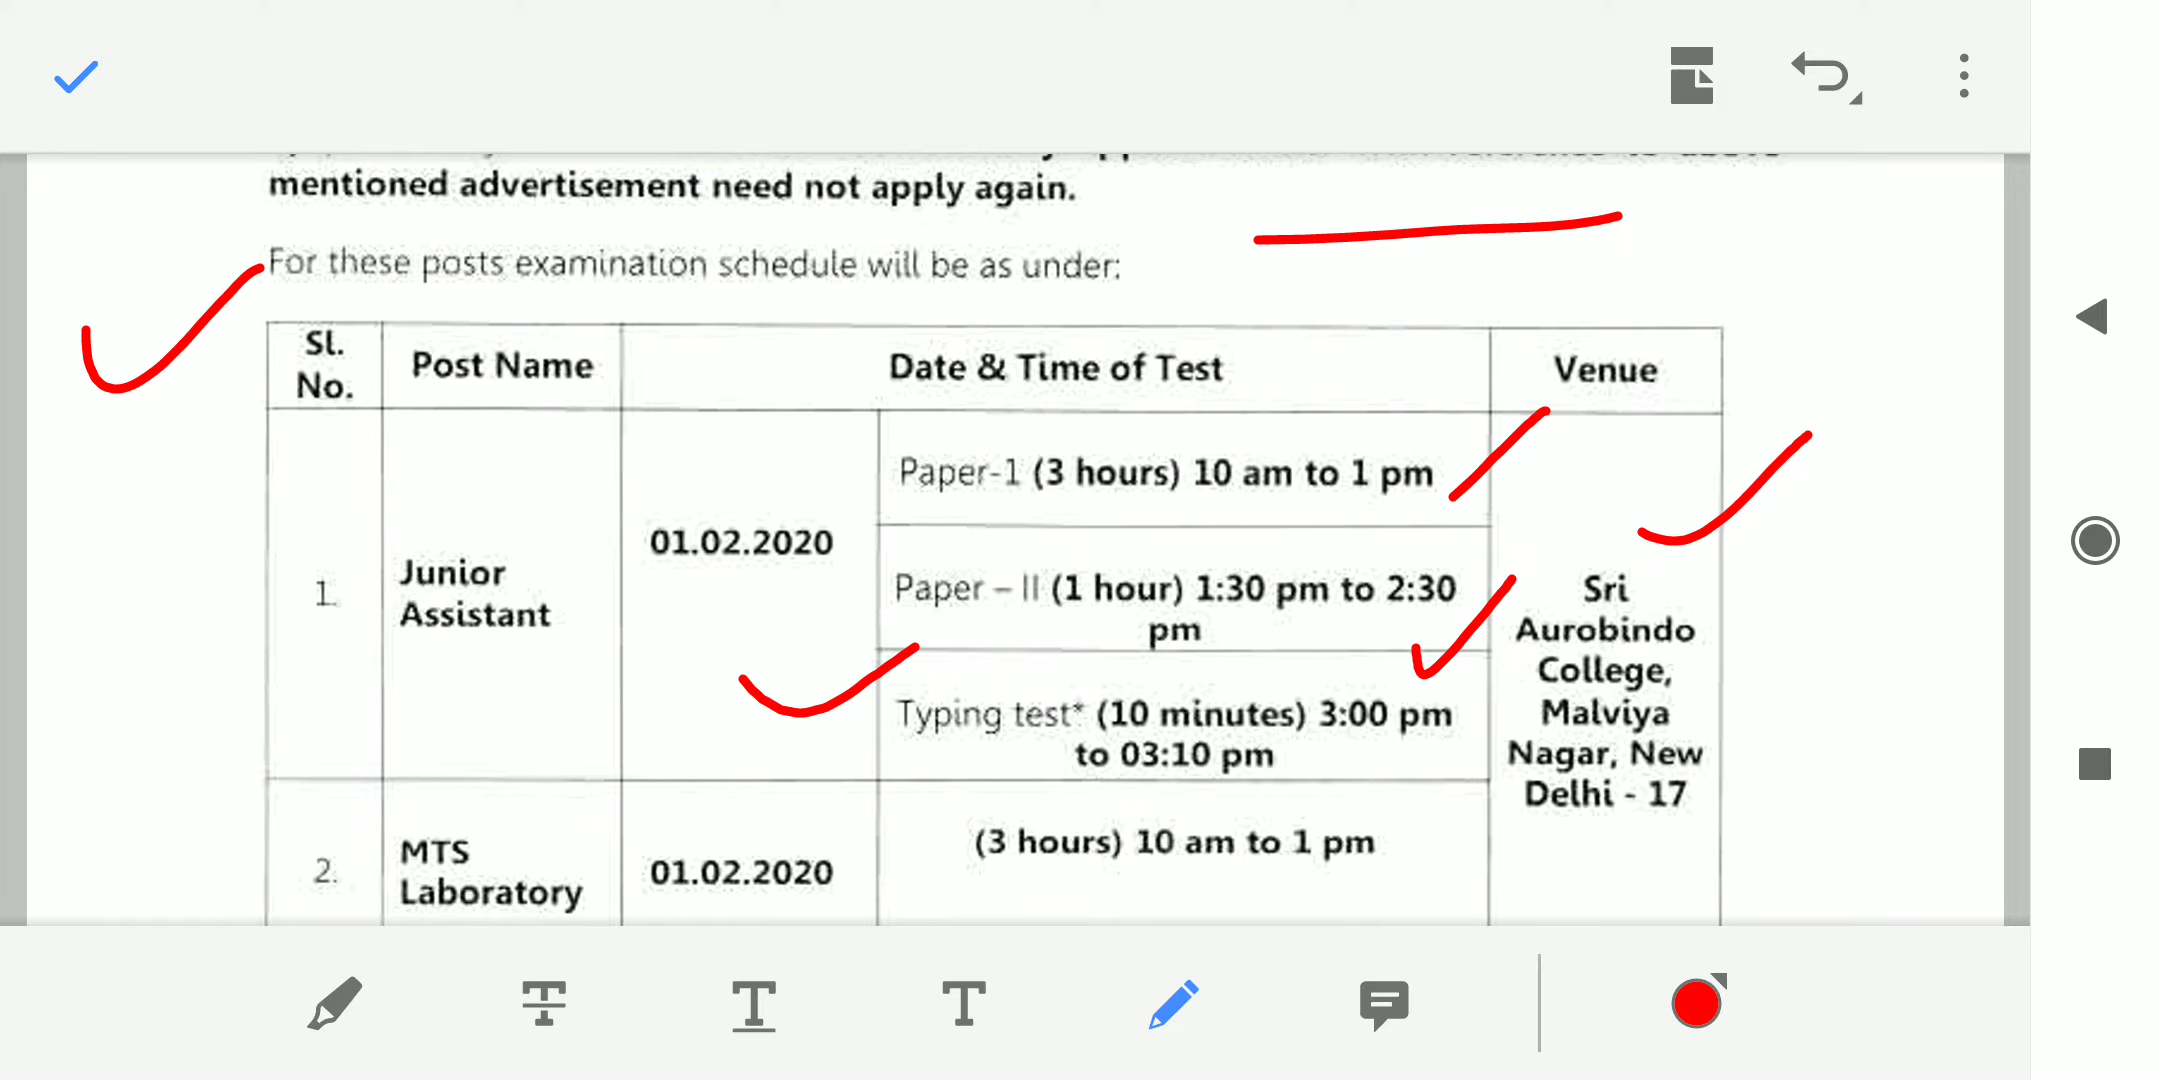 mentioned advertisement need not apply again.
For these posts examination schedule will be as under:
Sl.
No.
Post Name
Date & Time of Test
Venue
1.
Junior
Assistant
01.02.2020
Paper-1 (3 hours) 10 am to 1 pm
Paper – II (1 hour) 1:30 pm to 2:30
pm
Typing test* (10 minutes) 3:00 pm
to 03:10 pm
Sri
Aurobindo
College,
Malviya
Nagar, New
Delhi - 17
2.
MTS
Laboratory
01.02.2020
(3 hours) 10 am to 1 pm